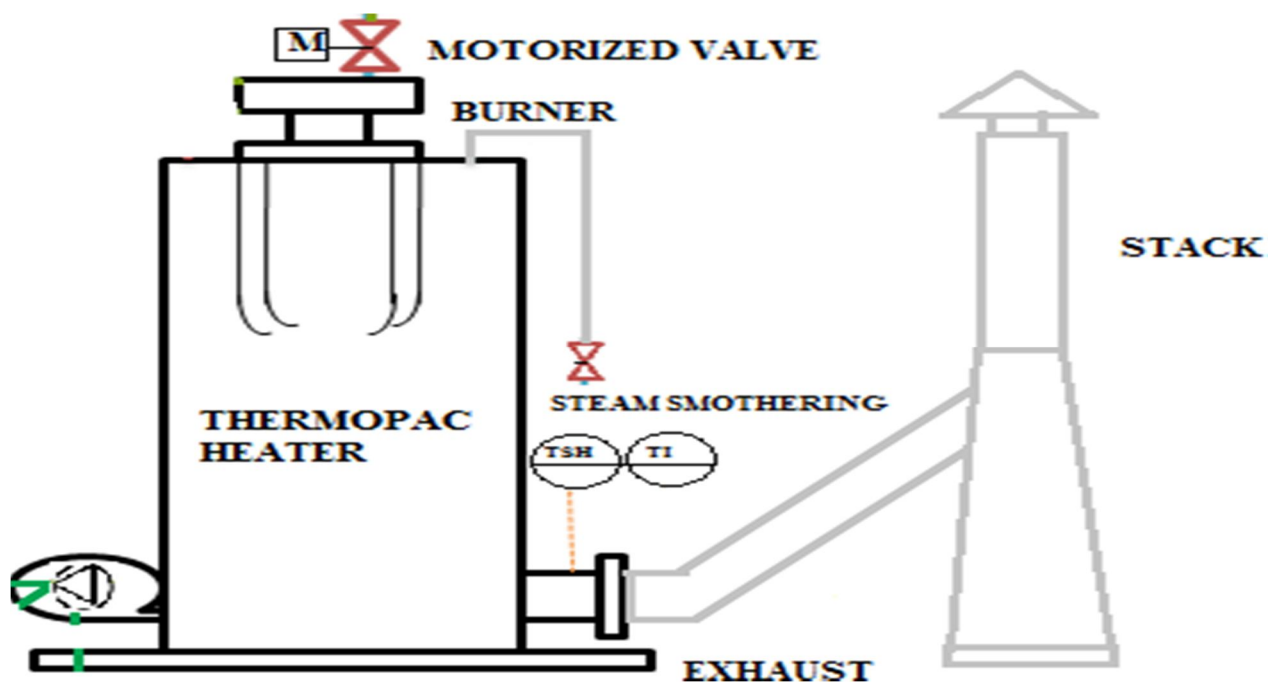 M
MOTORIZED VALVE
BURNER
STACK
STEAM SMOTHERING
THERMOPAC
HEATER
TSH
TI
EXHAUST